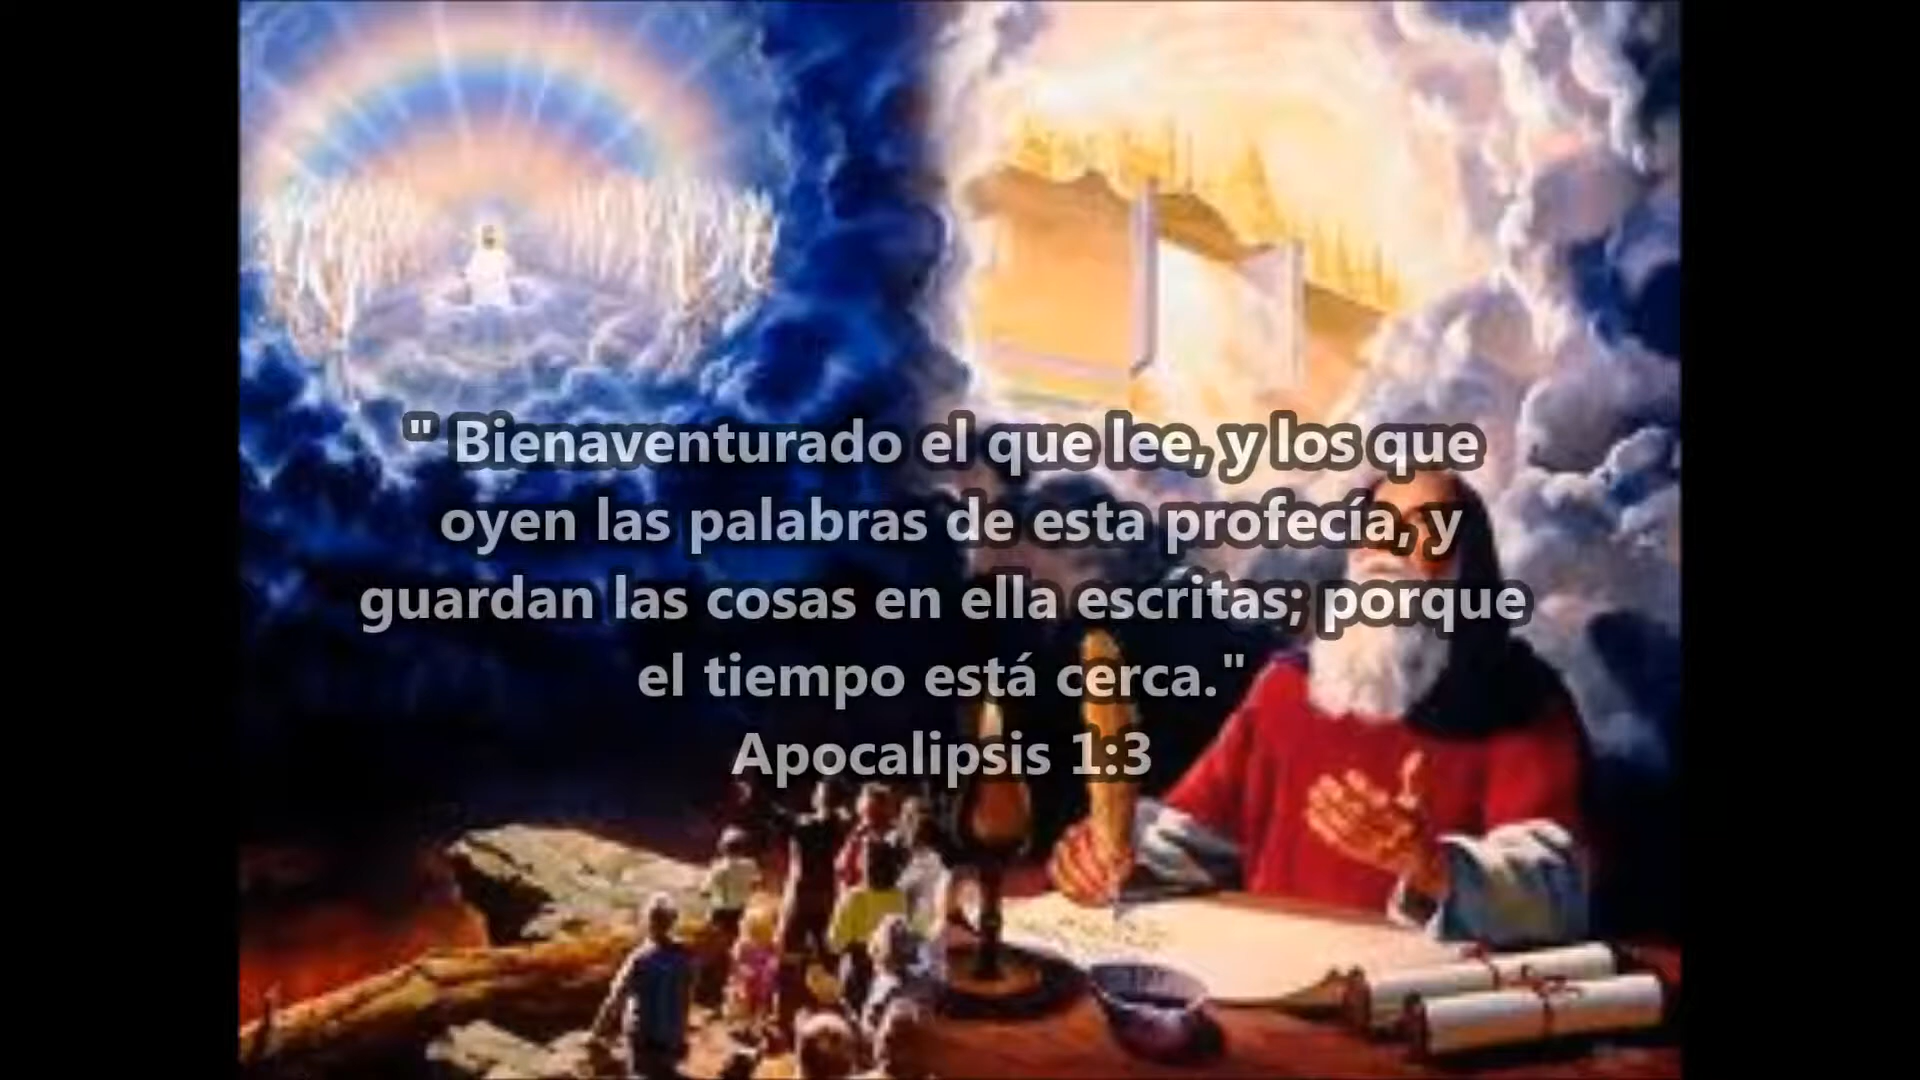 " Bienaventurado el que lee, y los que
oyen las palabras de esta profecía, y
guardan las cosas en ella escritas; porque
el tiempo está cerca."
Apocalipsis 1:3